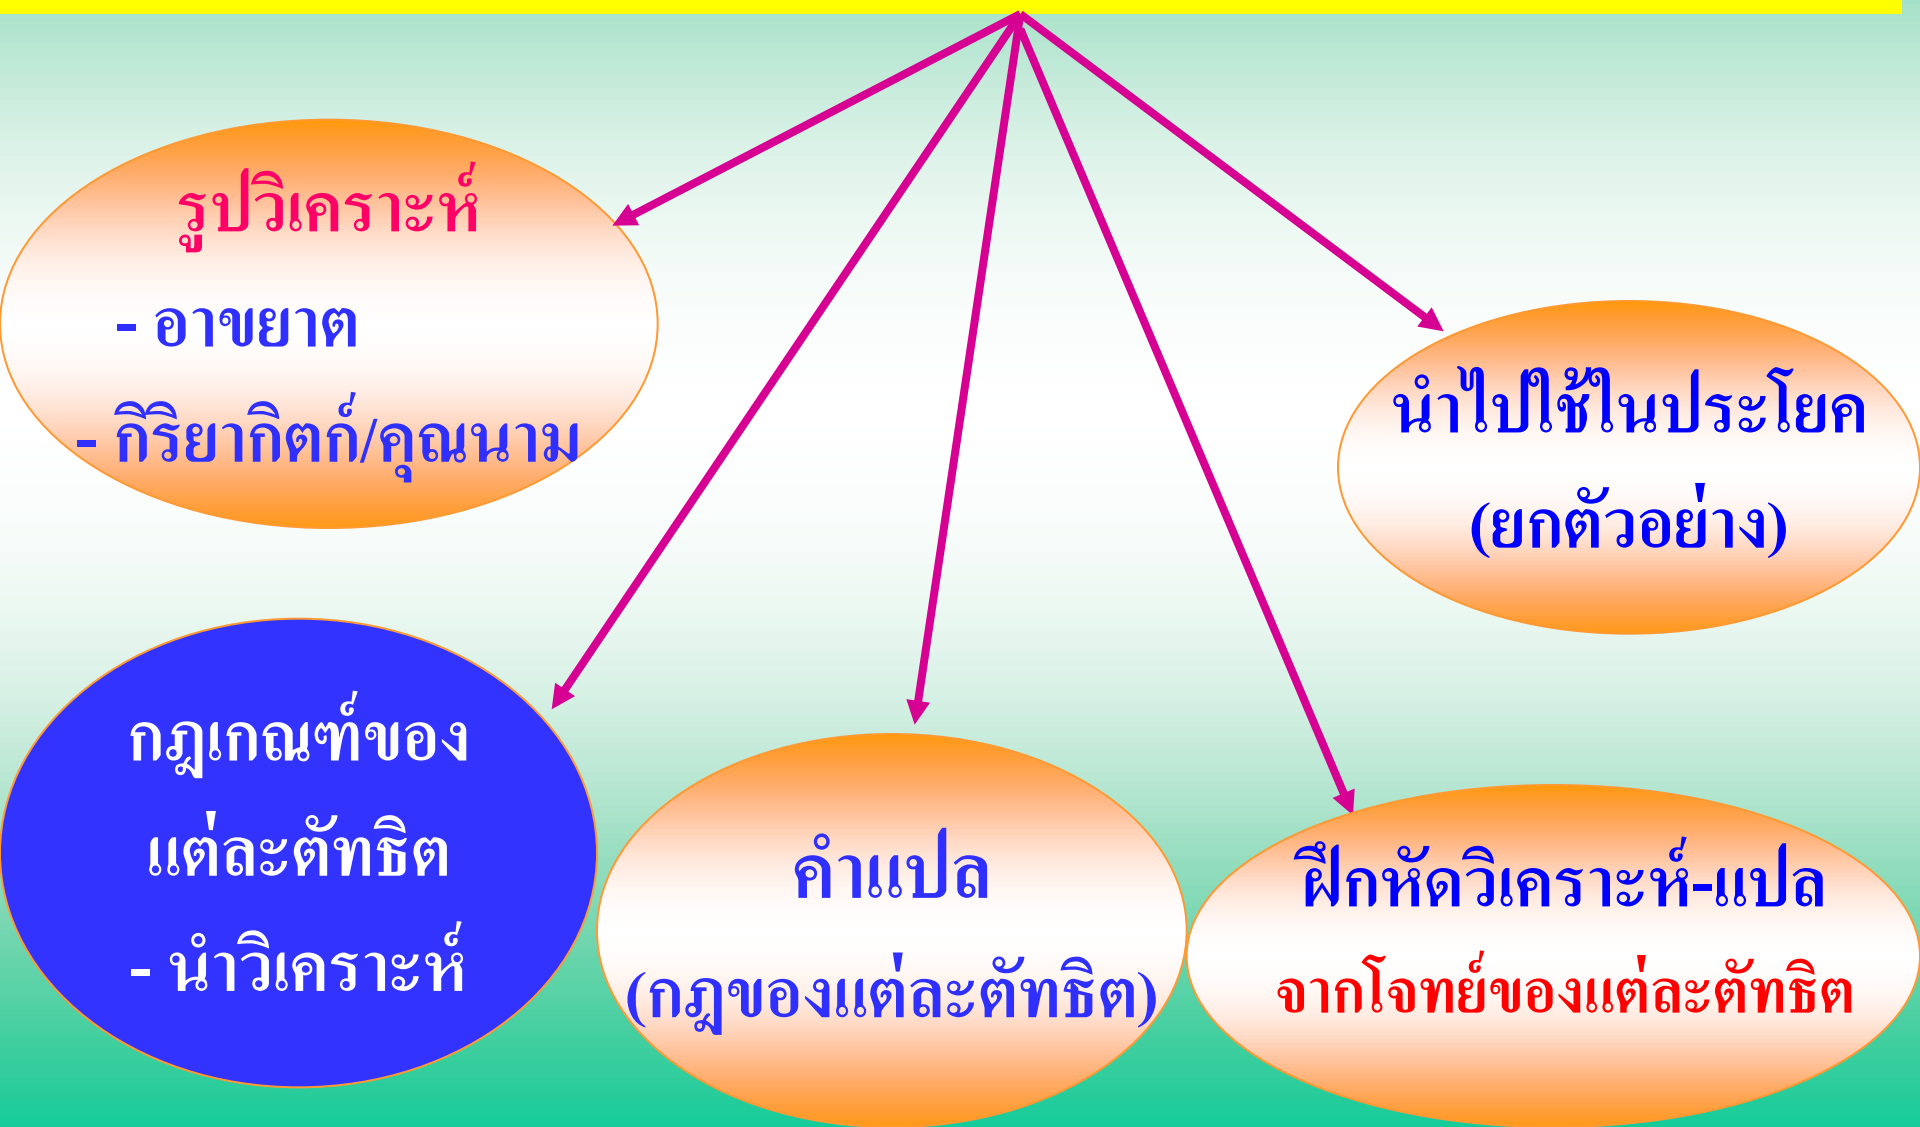 รูปวิเคราะห์
- อาขยาต
- กิริยากิตก์/คุณนาม
นำไปใช้ในประโยค
(ยกตัวอย่าง)
กฎเกณฑ์ของ
แต่ละตัทธิต
- นำวิเคราะห์
คำแปล
(กฎของแต่ละตัทธิต)
ฝึกหัดวิเคราะห์-แปล
จากโจทย์ของแต่ละตัทธิต